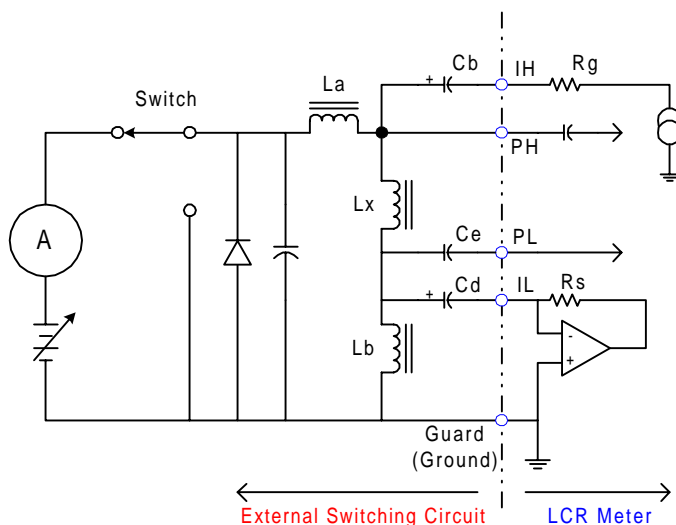 Cb
IH
Rg
La
Switch
PH
Lx
A
Ce
PL
Cd
IL
Rs
Lb
-
+
+
+
Guard
(Ground)
External Switching Circuit
LCR Meter